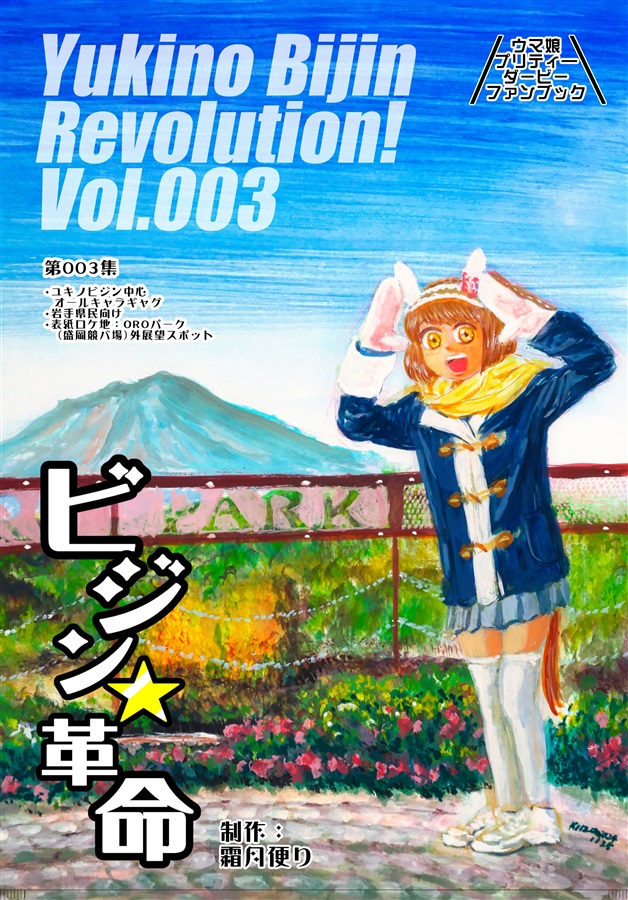 Yukino Bijin
Revolution!
Vol.003
ウマ娘
プリティー
ダービー
ファンブック
第003集
・ユキノビジン中心
オールキャラギャグ
・岩手県民向け
・表紙ロケ地：OROパーク
（盛岡競バ場）外展望スポット
PARK
ビジン★革命
制作：
霜月便り